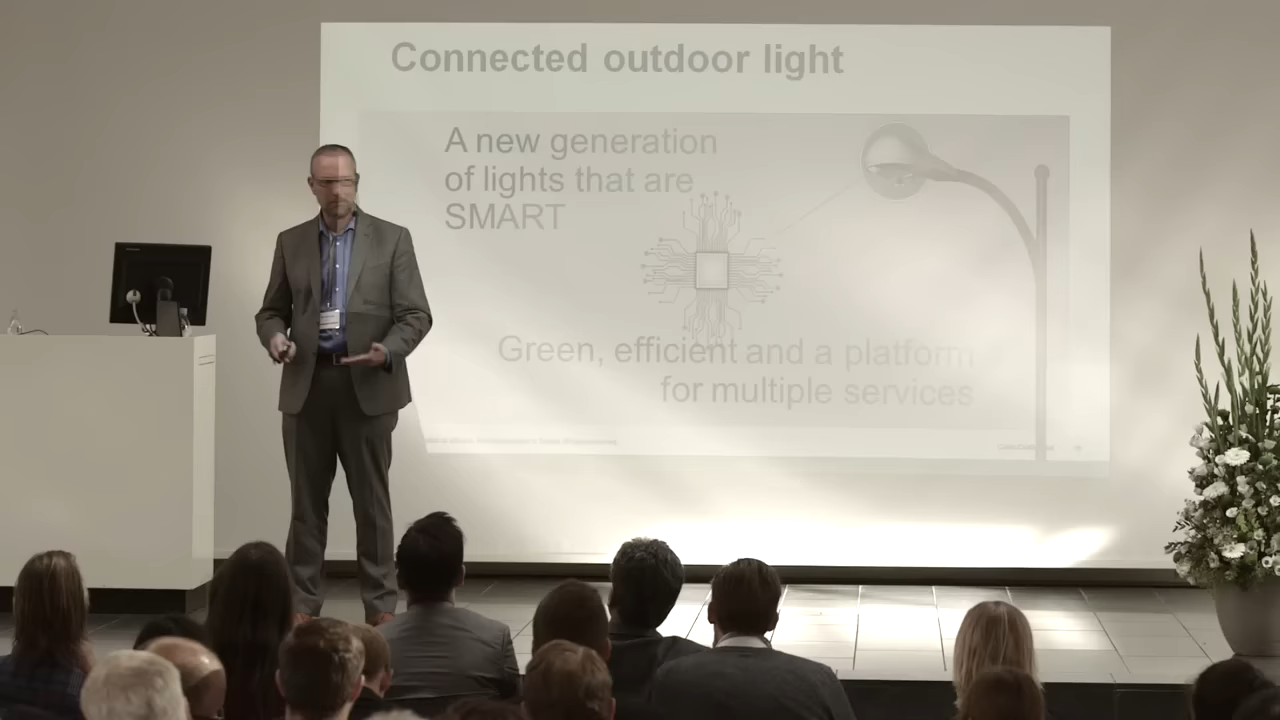 Connected outdoor light
A new generation
of lights that are
SMART
Green, efficient and a platform
for multiple services